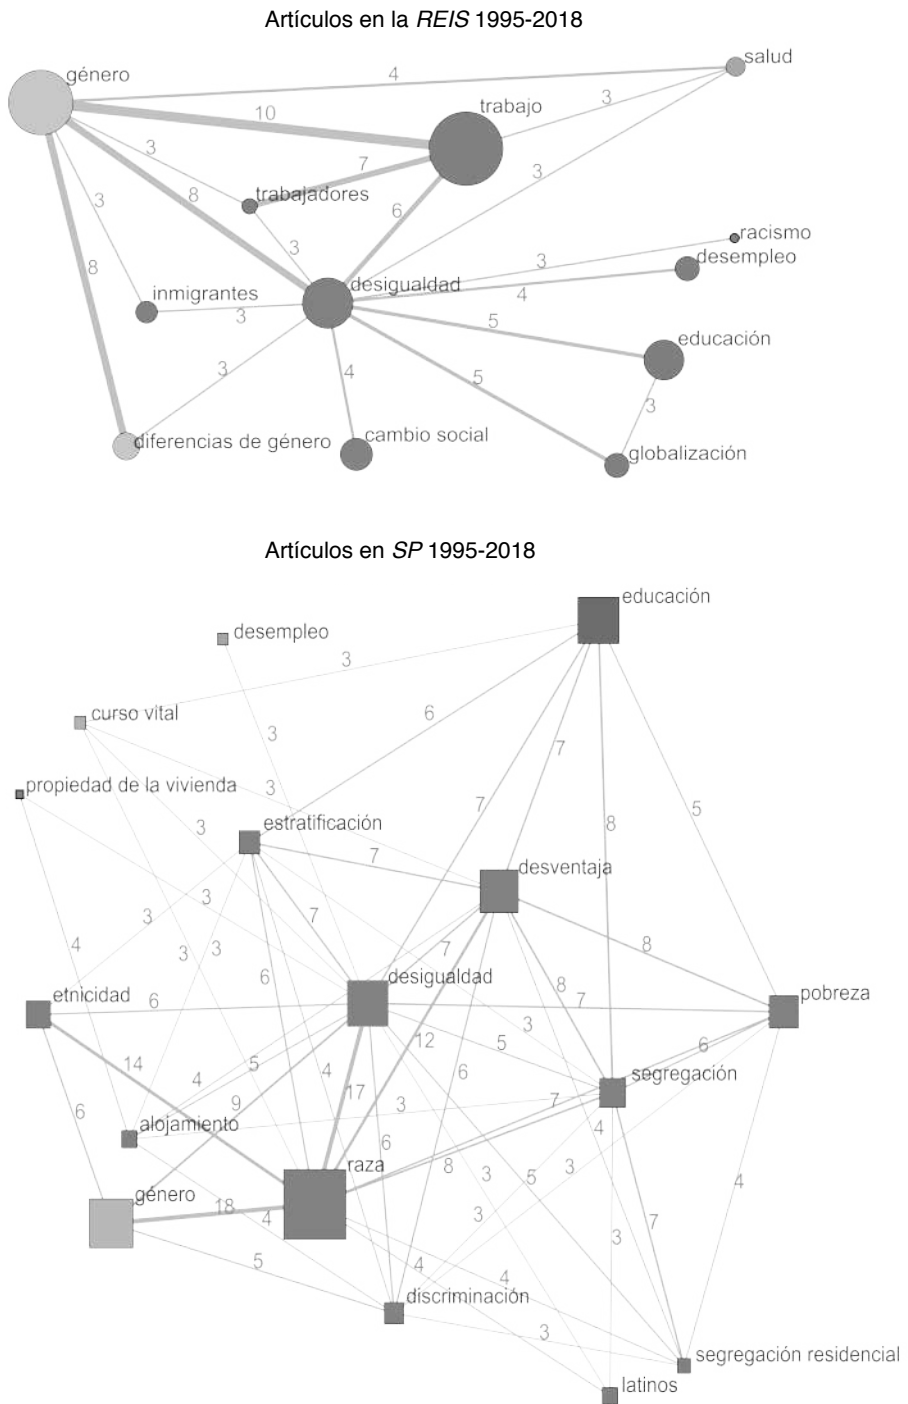 Artículos en la REIS 1995-2018
género
salud
4
trabajo
3
10
3
7
trabajadores
3
3
8
6
racismo
3
3
desempleo
8
desigualdad
4
inmigrantes
3
5
educación
3
4
5
3
diferencias de género
cambio social
globalización
Artículos en SP 1995-2018
educación
desempleo
3
curso vital
6
3
7
propiedad de la vivienda
3
7
5
estratificación
3
8
7
desventaja
3
3
7
4
3
3
7
8
desigualdad
6
8
etnicidad
6
7
pobreza
3
12
5
6
14
4
5
4
segregación
6
17
9
3
7
6
alojamiento
6
4
raza
8
3
5
3
género
4
18
4
3
7
3
5
4
4
discriminación
3
segregación residencial
latinos